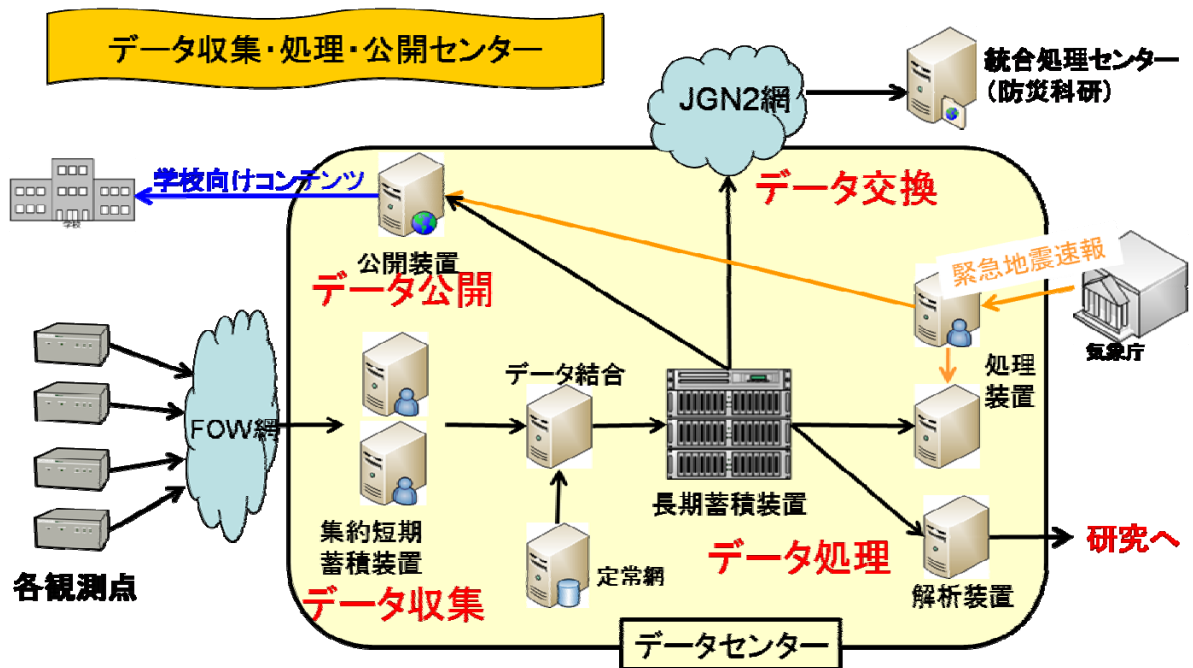 データ収集・処理・公開センター
JGN2網
統合処理センター
（防災科研）
学校向けコンテンツ
学校
データ交換
公開装置
データ公開
緊急地震速報
気象庁
処理
装置
データ結合
FOW網
長期蓄積装置
集約短期
蓄積装置
データ収集
定常網
データ処理
解析装置
研究へ
各観測点
データセンター